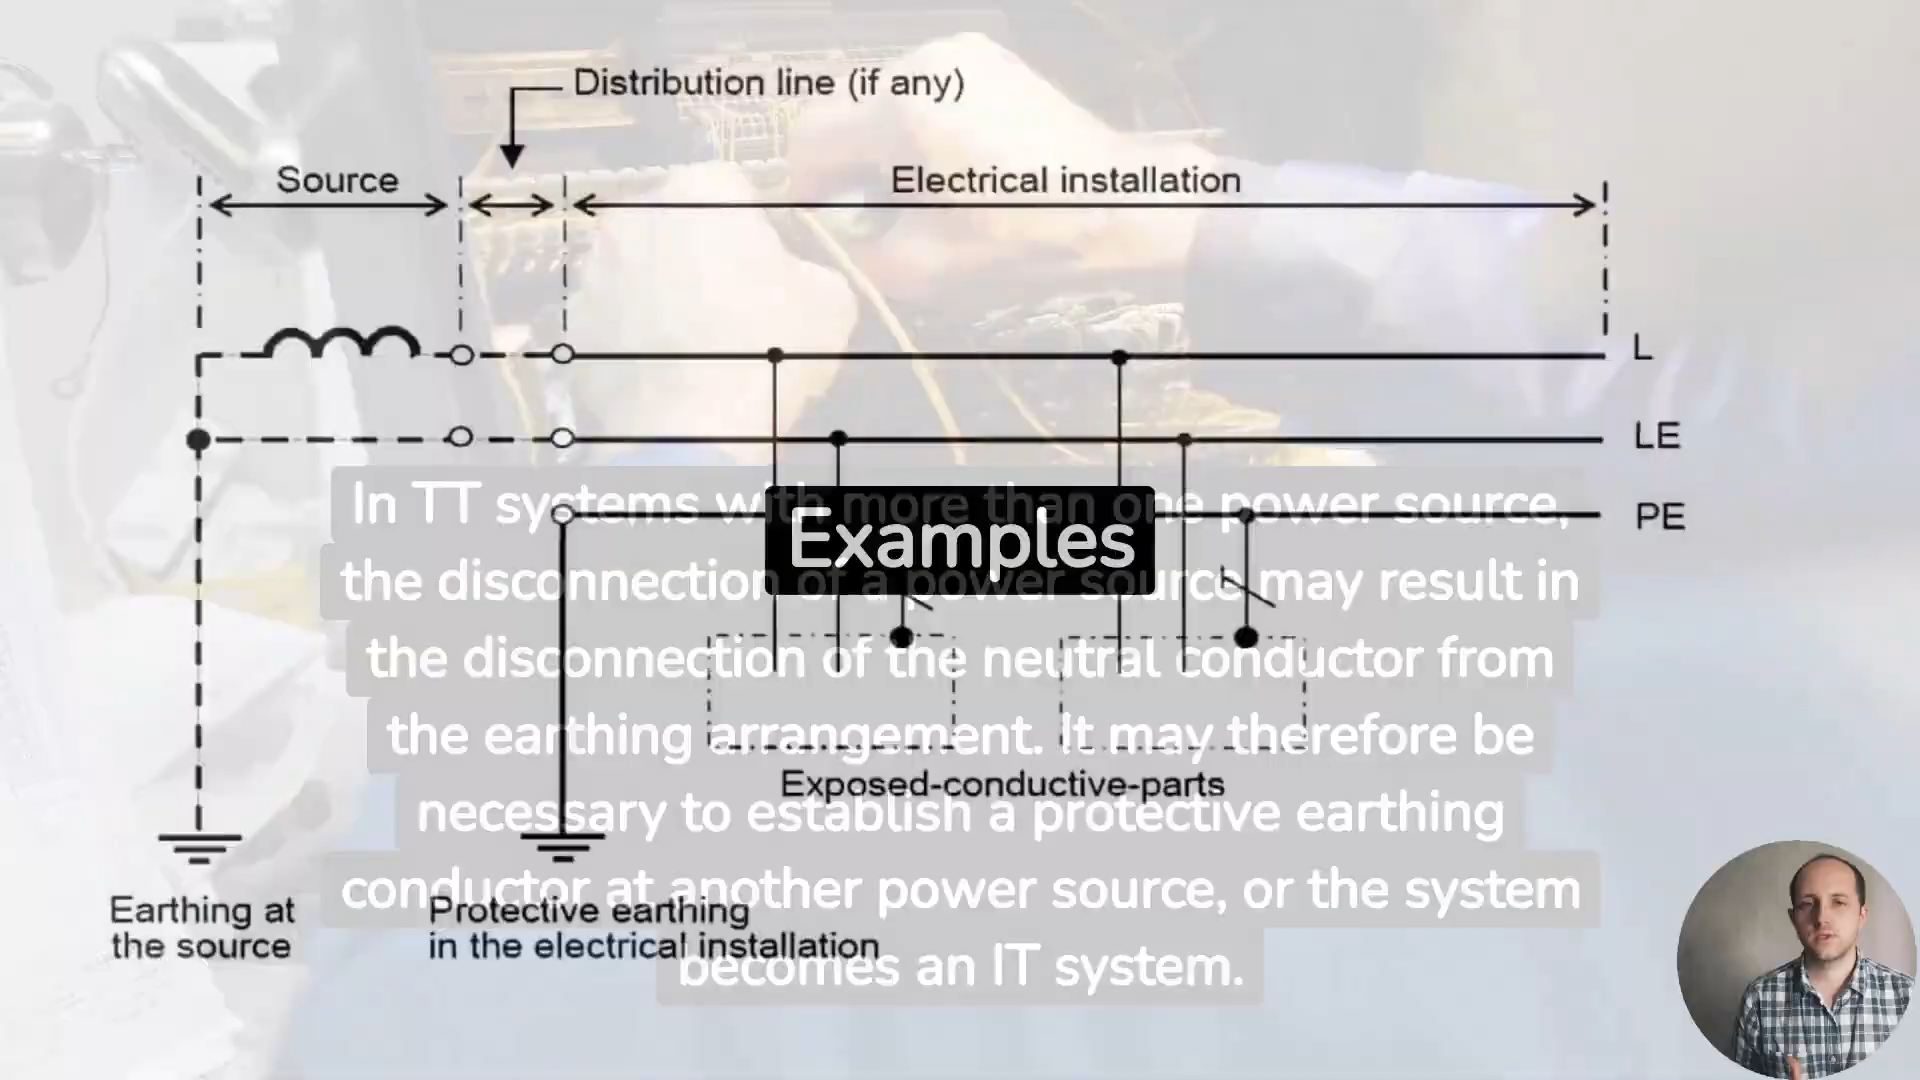 Distribution line (if any)
Source
Electrical installation
L
LE
PE
Examples
In TT systems with more than one power source,
the disconnection of a power source may result in
the disconnection of the neutral conductor from
the earthing arrangement. It may therefore be
necessary to establish a protective earthing
conductor at another power source, or the system
becomes an IT system.
Exposed-conductive-parts
Earthing at
the source
Protective earthing
in the electrical installation